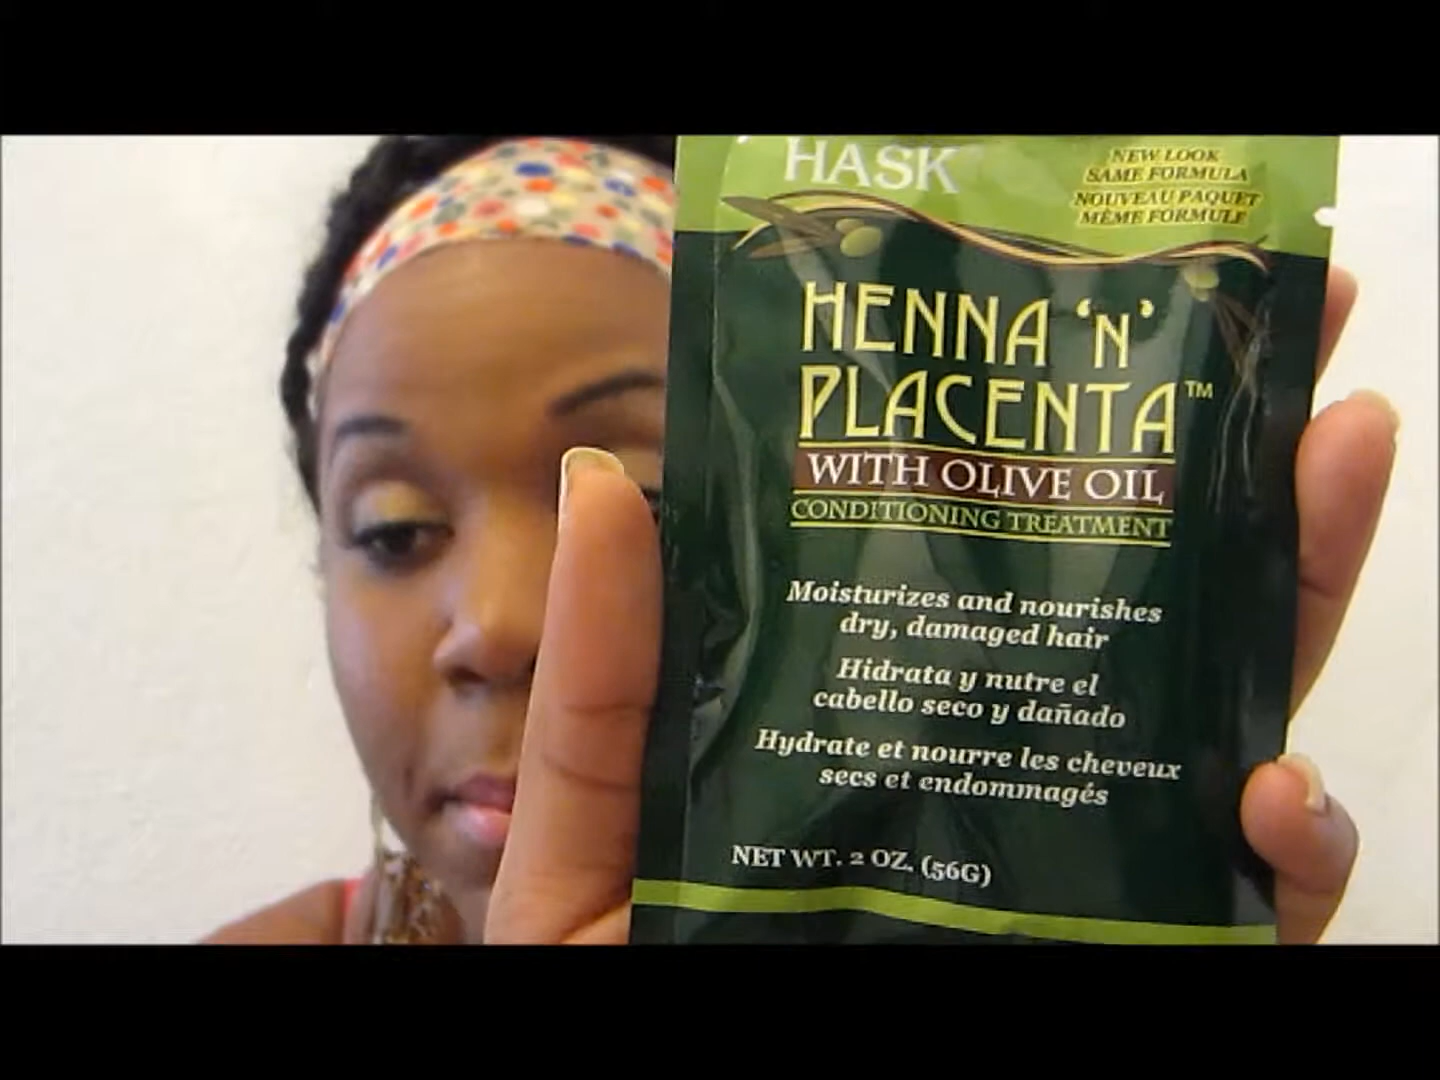 HASK
NEW LOOK
SAME FORMULA
NOUVEAU PAQUET
MÊME FORMULE
HENNA 'N'
PLACENTA™
WITH OLIVE OIL
CONDITIONING TREATMENT
Moisturizes and nourishes
dry, damaged hair
Hidrata y nutre el
cabello seco y dañado
Hydrate et nourre les cheveux
secs et endommagés
NET WT. 2 OZ. (56G)